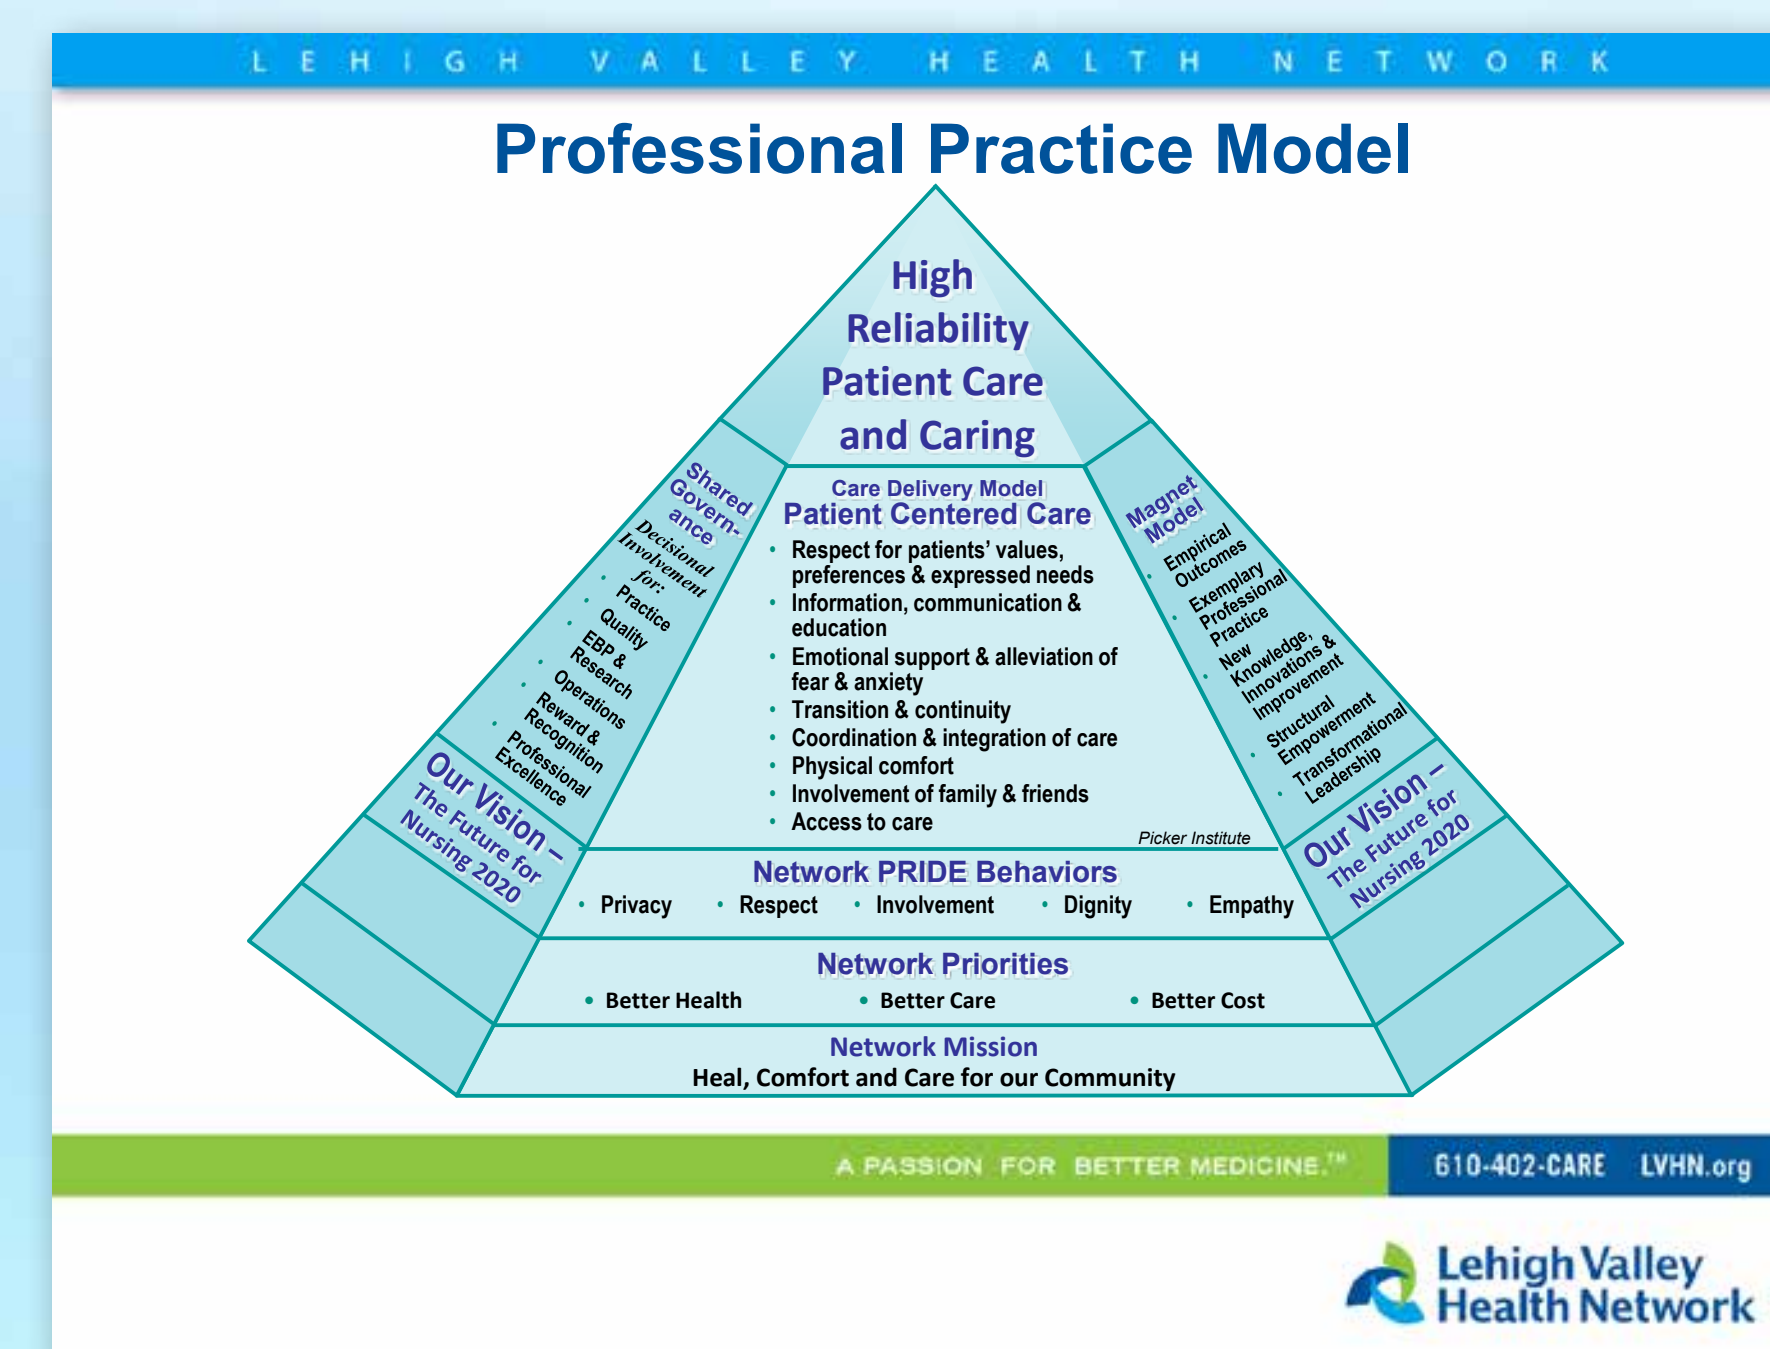 LEHIGH VALLEY HEALTH NETWORK
Professional Practice Model
High
Reliability
Patient Care
and Caring
Shared
Govern-
ance
Decisional
Involvement
for:
• Practice
• Quality
• EBP &
Research
• Operations
• Reward &
Recognition
• Professional
Excellence
Our Vision –
The Future for
Nursing 2020
Care Delivery Model
Patient Centered Care
• Respect for patients' values,
preferences & expressed needs
• Information, communication &
education
• Emotional support & alleviation of
fear & anxiety
• Transition & continuity
• Coordination & integration of care
• Physical comfort
• Involvement of family & friends
• Access to care
Picker Institute
Magnet
Model
• Empirical
Outcomes
• Exemplary
Professional
Practice
• New
Knowledge,
Innovations &
Improvement
• Structural
Empowerment
• Transformational
Leadership
Our Vision –
The Future for
Nursing 2020
Network PRIDE Behaviors
• Privacy • Respect • Involvement • Dignity • Empathy
Network Priorities
• Better Health • Better Care • Better Cost
Network Mission
Heal, Comfort and Care for our Community
A PASSION FOR BETTER MEDICINE.™ 610-402-CARE LVHN.org
Lehigh Valley
Health Network